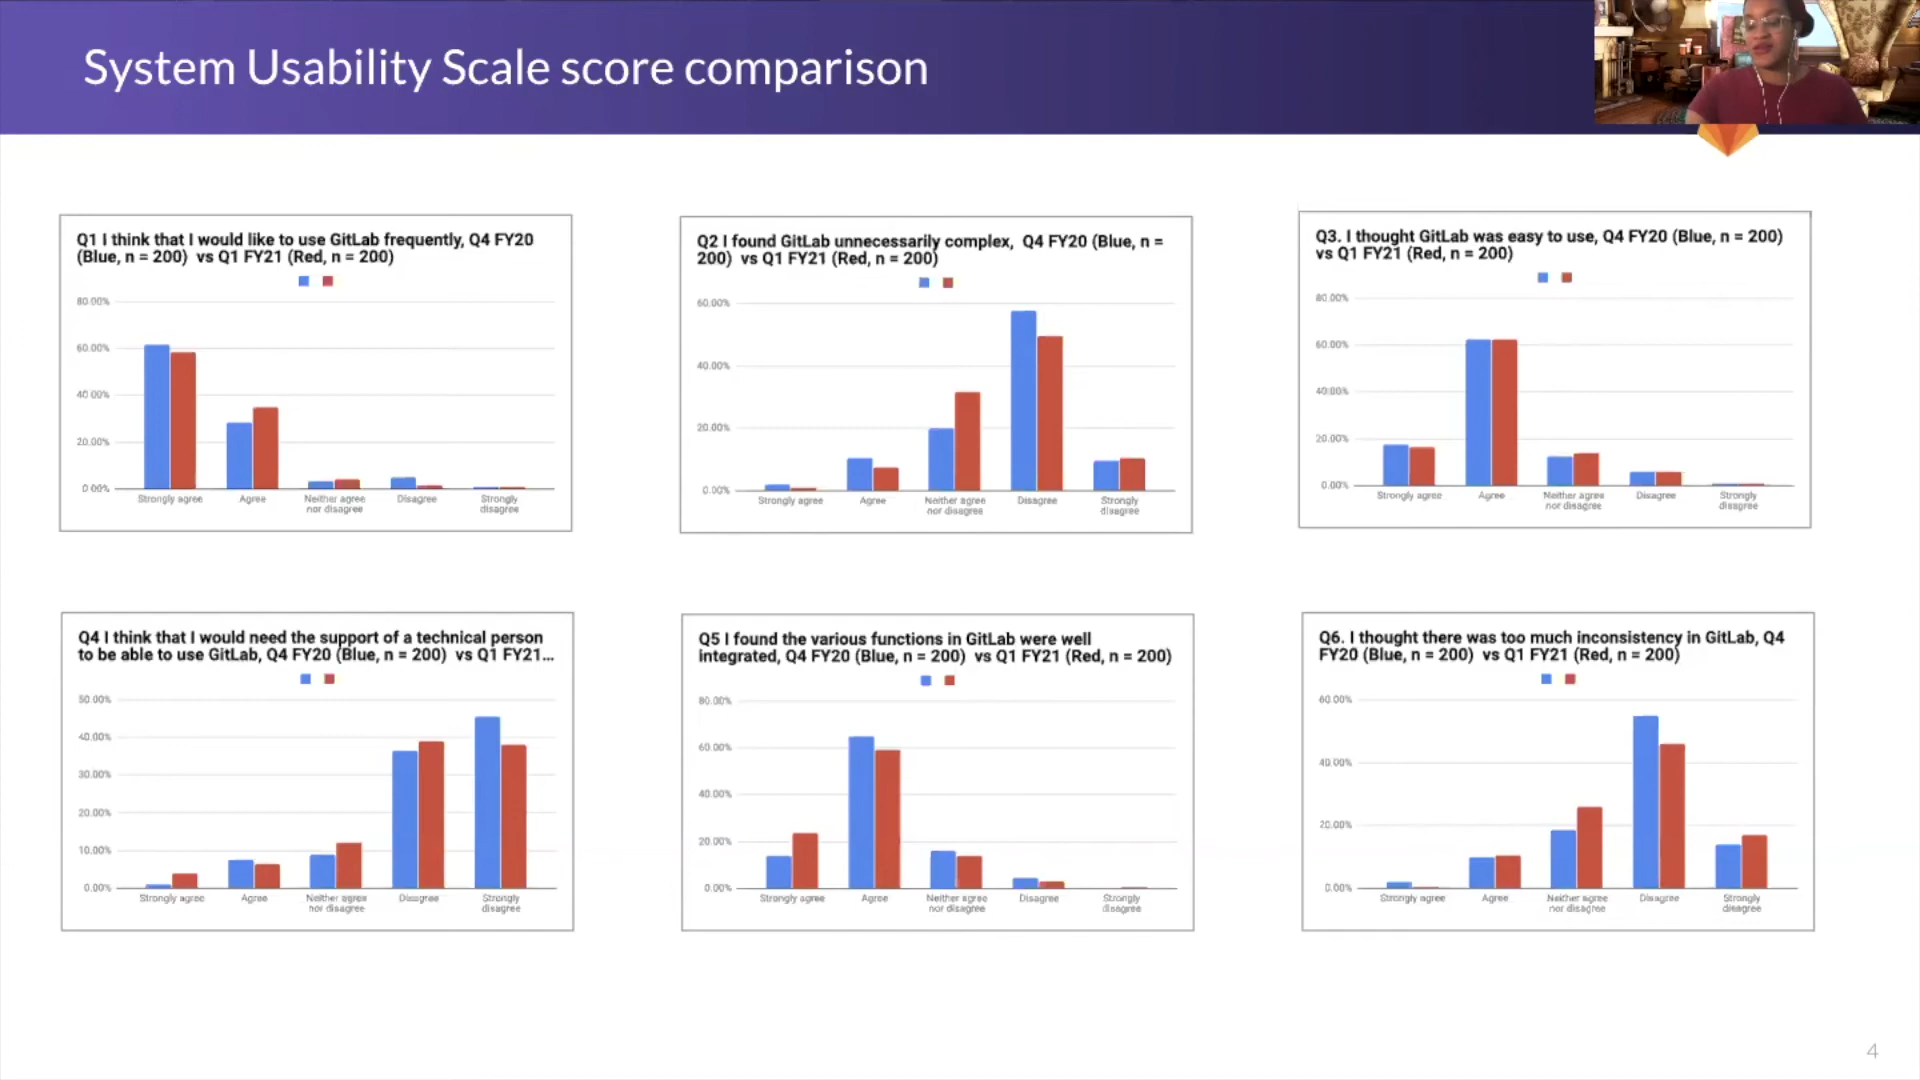 System Usability Scale score comparison
Q1 I think that I would like to use GitLab frequently, Q4 FY20
(Blue, n = 200)  vs Q1 FY21 (Red, n = 200)
80.00%
60.00%
40.00%
20.00%
0.00%
Strongly agree
Agree
Neither agree
nor disagree
Disagree
Strongly
disagree
Q2 I found GitLab unnecessarily complex,  Q4 FY20 (Blue, n =
200)  vs Q1 FY21 (Red, n = 200)
60.00%
40.00%
20.00%
0.00%
Strongly agree
Agree
Neither agree
nor disagree
Disagree
Strongly
disagree
Q3. I thought GitLab was easy to use, Q4 FY20 (Blue, n = 200)
vs Q1 FY21 (Red, n = 200)
80.00%
60.00%
40.00%
20.00%
0.00%
Strongly agree
Agree
Neither agree
nor disagree
Disagree
Strongly
disagree
Q4 I think that I would need the support of a technical person
to be able to use GitLab, Q4 FY20 (Blue, n = 200)  vs Q1 FY21...
50.00%
40.00%
30.00%
20.00%
10.00%
0.00%
Strongly agree
Agree
Neither agree
nor disagree
Disagree
Strongly
disagree
Q5 I found the various functions in GitLab were well
integrated, Q4 FY20 (Blue, n = 200)  vs Q1 FY21 (Red, n = 200)
80.00%
60.00%
40.00%
20.00%
0.00%
Strongly agree
Agree
Neither agree
nor disagree
Disagree
Strongly
disagree
Q6. I thought there was too much inconsistency in GitLab, Q4
FY20 (Blue, n = 200)  vs Q1 FY21 (Red, n = 200)
60.00%
40.00%
20.00%
0.00%
Strongly agree
Agree
Neither agree
nor disagree
Disagree
Strongly
disagree
4